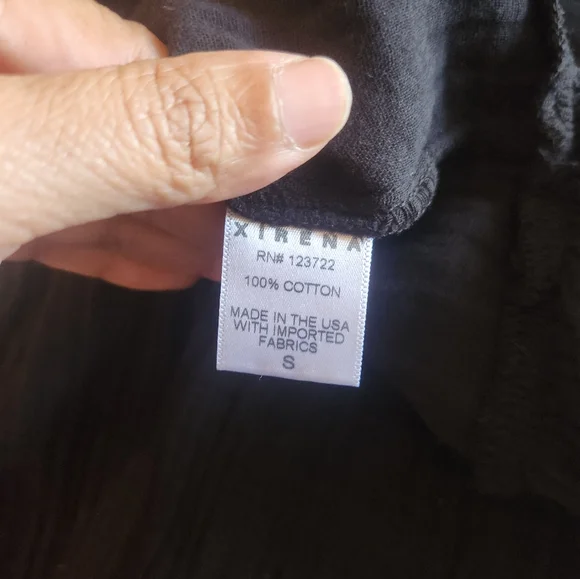 XIRENA
RN# 123722
100% COTTON
MADE IN THE USA
WITH IMPORTED
FABRICS
S